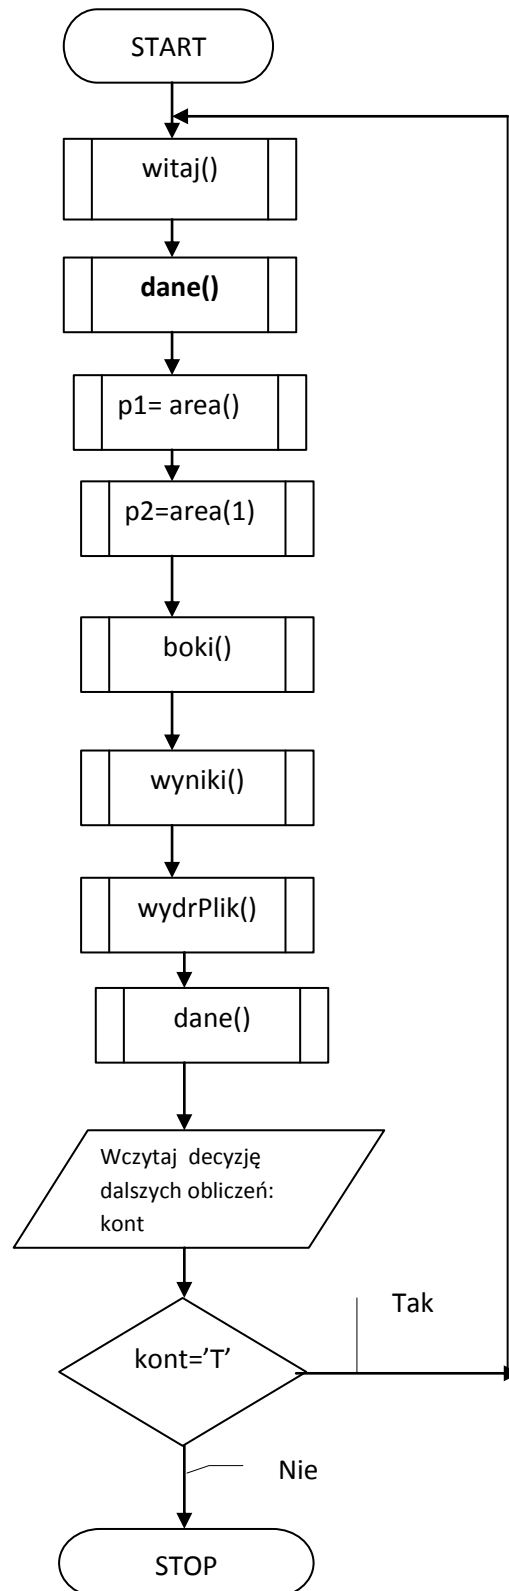 START
witaj()
dane()
p1= area()
p2=area(1)
boki()
wyniki()
wydrPlik()
dane()
Wczytaj decyzję
dalszych obliczeń:
kont
Tak
kont=’T’
Nie
STOP